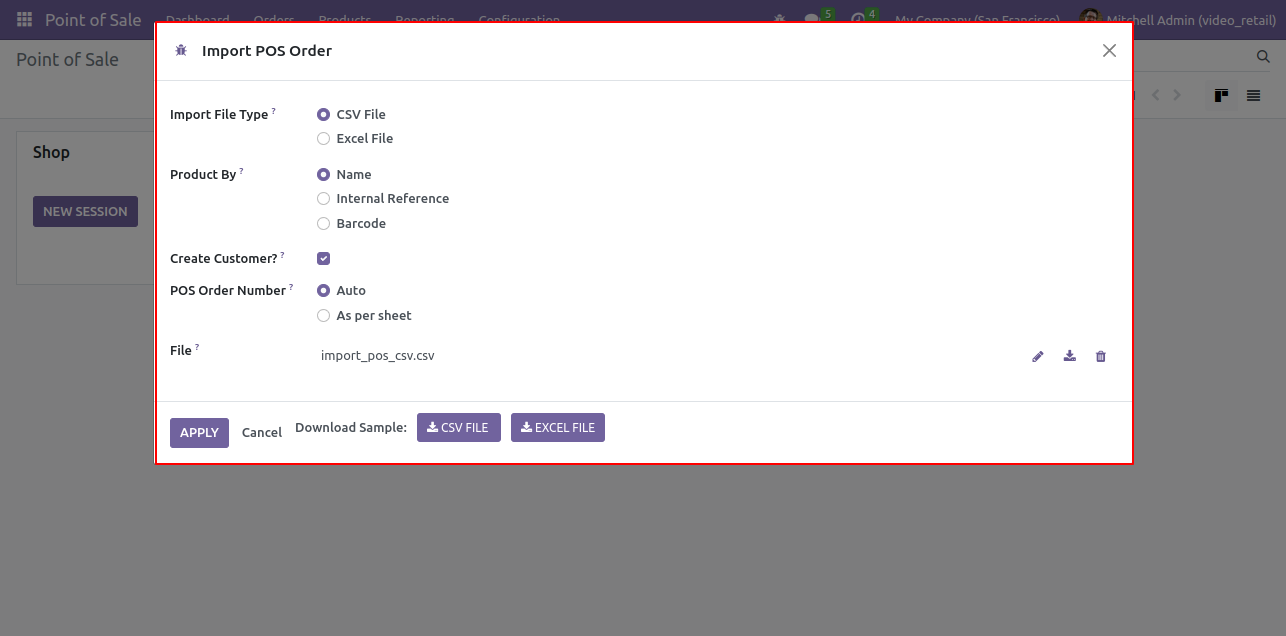 Point of Sale Dashboard Orders Products Reporting Configuration 5 4 My Company (San Francisco) Mitchell Admin (video_retail)
Point of Sale
Import POS Order
Shop
NEW SESSION
Import File Type ?
CSV File
Excel File
Product By ?
Name
Internal Reference
Barcode
Create Customer? ?
POS Order Number ?
Auto
As per sheet
File ?
import_pos_csv.csv
APPLY Cancel Download Sample: CSV FILE EXCEL FILE